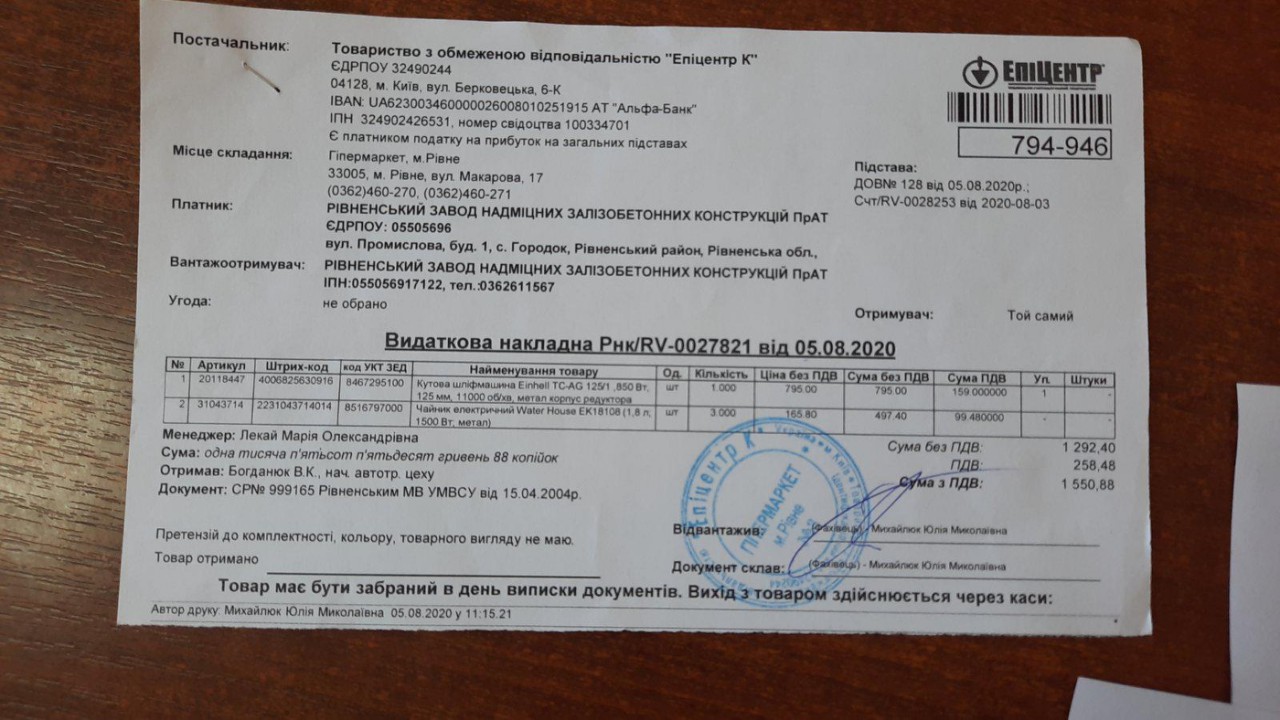 Постачальник:
Товариство з обмеженою відповідальністю "Епіцентр К"
ЄДРПОУ 32490244
04128, м. Київ, вул. Берковецька, 6-К
IBAN: UA623003460000026008010251915 АТ "Альфа-Банк"
ІПН 324902426531, номер свідоцтва 100334701
Є платником податку на прибуток на загальних підставах
ЕПІЦЕНТР
794-946
Місце складання:
Гіпермаркет, м.Рівне
33005, м. Рівне, вул. Макарова, 17
(0362)460-270, (0362)460-271
Підстава:
ДОВ№ 128 від 05.08.2020р.;
Счт/RV-0028253 від 2020-08-03
Платник:
РІВНЕНСЬКИЙ ЗАВОД НАДМІЦНИХ ЗАЛІЗОБЕТОННИХ КОНСТРУКЦІЙ ПрАТ
ЄДРПОУ: 05505696
вул. Промислова, буд. 1, с. Городок, Рівненський район, Рівненська обл.,
Вантажоотримувач:
РІВНЕНСЬКИЙ ЗАВОД НАДМІЦНИХ ЗАЛІЗОБЕТОННИХ КОНСТРУКЦІЙ ПрАТ
ІПН:055056917122, тел.:0362611567
Угода: не обрано
Отримувач: Той самий
Видаткова накладна Рнк/RV-0027821 від 05.08.2020
№ Артикул Штрих-код код УКТ ЗЕД Найменування товару Од. Кількість Ціна без ПДВ Сума без ПДВ Сума ПДВ Уп. Штуки
1 20118447 4006825630916 8467295100 Кутова шліфмашина Einhell TC-AG 125/1 ,850 Вт, шт 1.000 795.00 795.00 159.000000 1 -
125 мм, 11000 об/хв, метал корпус редуктора
2 31043714 2231043714014 8516797000 Чайник електричний Water House EK18108 (1,8 л, шт 3.000 165.80 497.40 99.480000 - -
1500 Вт, метал)
Менеджер: Лекай Марія Олександрівна
Сума без ПДВ: 1 292,40
Сума: одна тисяча п'ятьсот п'ятьдесят гривень 88 копійок
ПДВ: 258,48
Отримав: Богданюк В.К., нач. автотр. цеху
Сума з ПДВ: 1 550,88
Документ: СР№ 999165 Рівненським МВ УМВСУ від 15.04.2004р.
Епіцентр К
Україна м.Київ
ГІПЕРМАРКЕТ
м.Рівне
Претензій до комплектності, кольору, товарного вигляду не маю.
Відвантажив: (Фахівець) - Михайлюк Юлія Миколаївна
Товар отримано
Документ склав: (Фахівець) - Михайлюк Юлія Миколаївна
Товар має бути забраний в день виписки документів. Вихід з товаром здійснюється через каси:
Автор друку: Михайлюк Юлія Миколаївна 05.08.2020 у 11:15.21